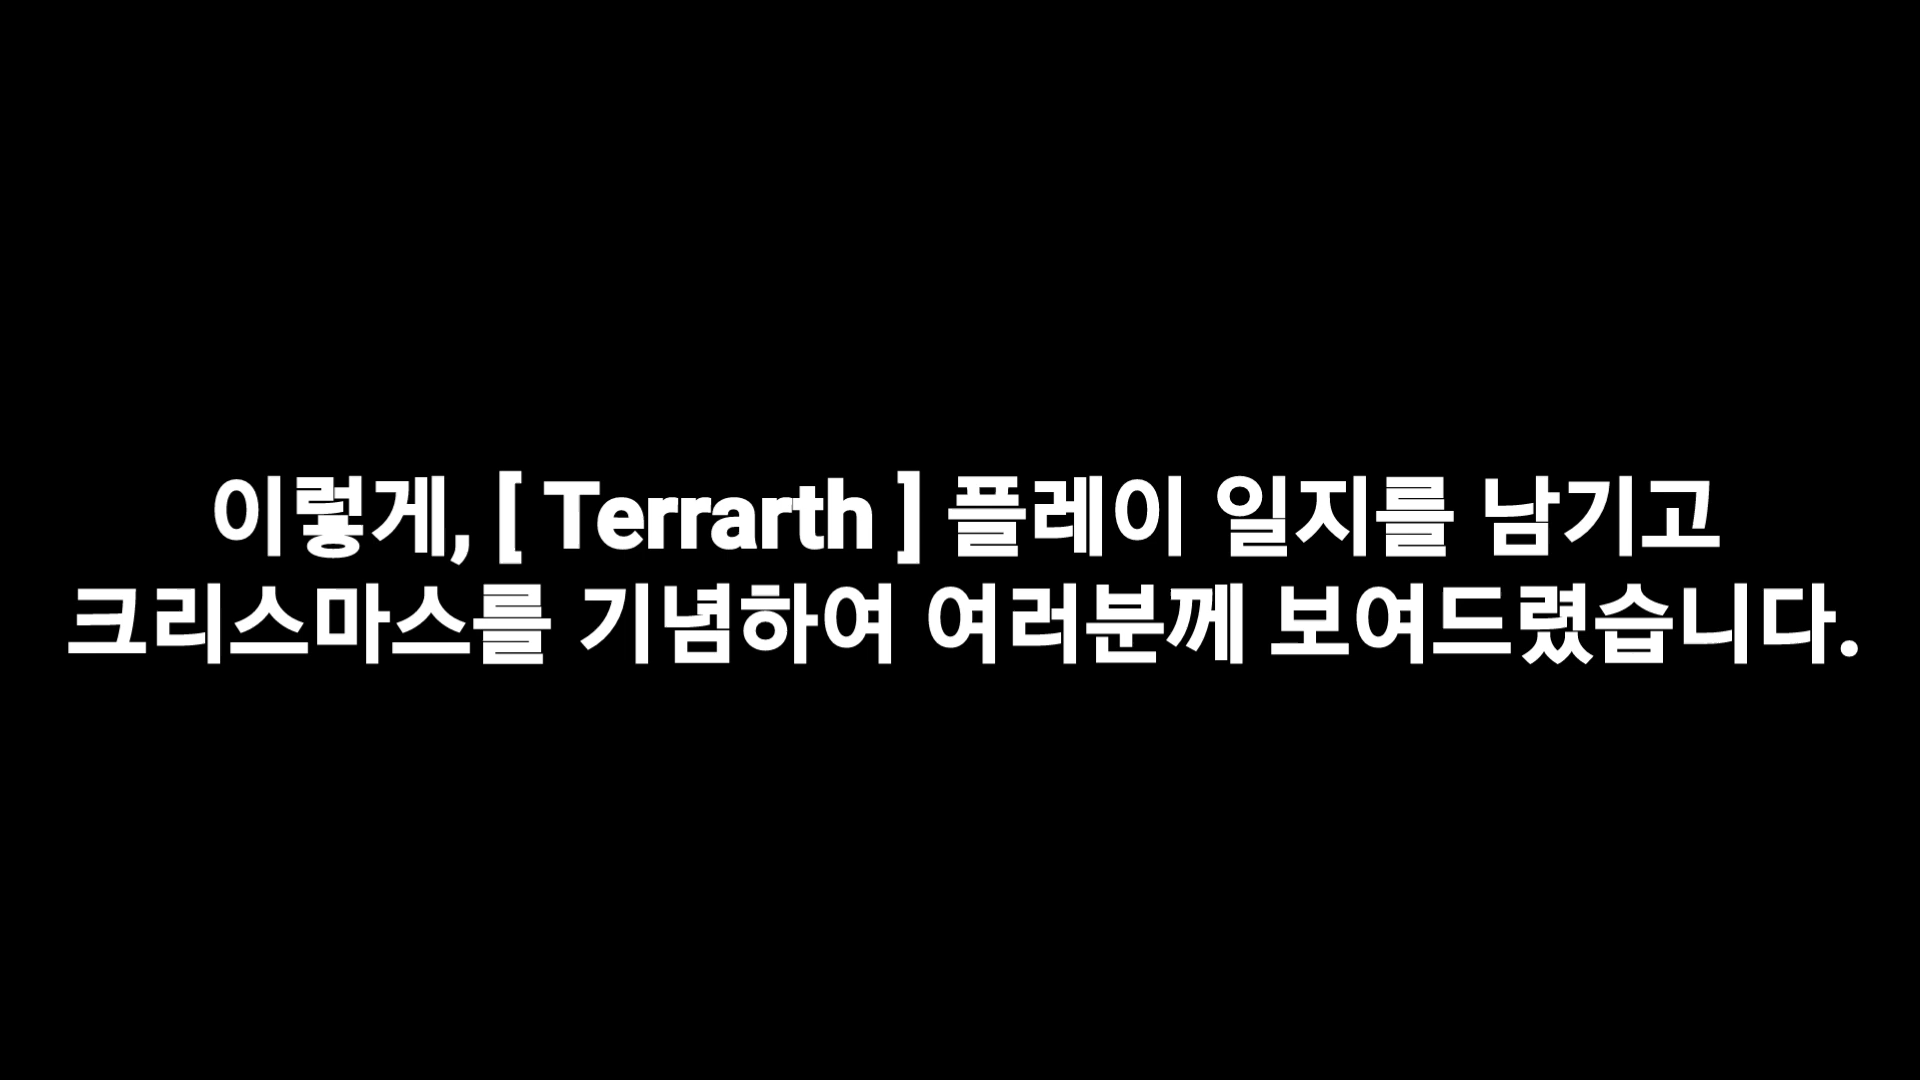 이렇게, [ Terrarth ] 플레이 일지를 남기고
크리스마스를 기념하여 여러분께 보여드렸습니다.